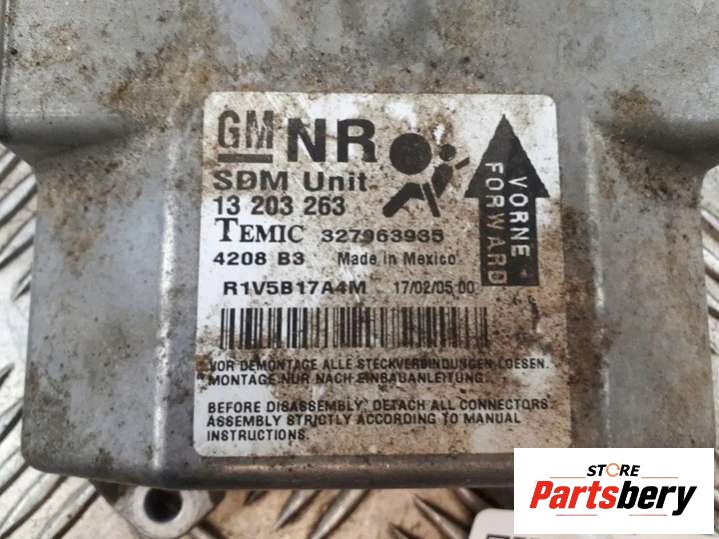 GM NR
SDM Unit
13 203 263
TEMIC 327963935
4208 B3 Made in Mexico
R1V5B17A4M 17/02/05 00
VORNE
FORWARD
VOR DEMONTAGE ALLE STECKVERBINDUNGEN LOESEN.
MONTAGE NUR NACH EINBAUANLEITUNG.
BEFORE DISASSEMBLY, DETACH ALL CONNECTORS.
ASSEMBLY STRICTLY ACCORDING TO MANUAL
INSTRUCTIONS.
STORE
Partsbery